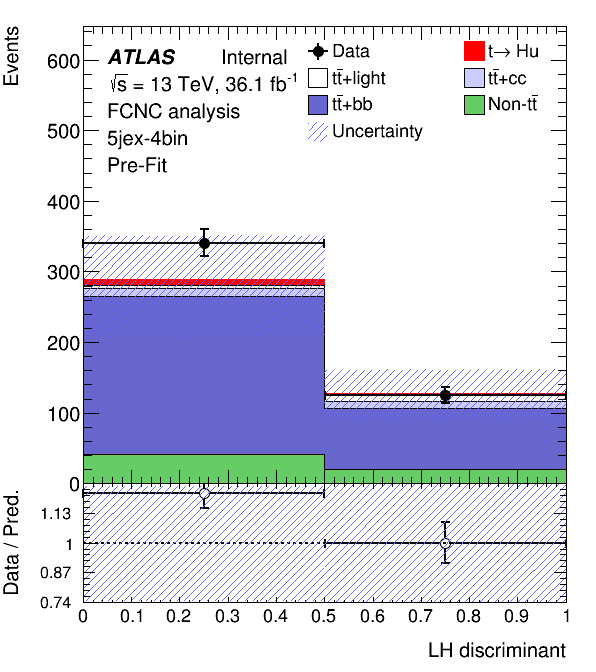 Events
600
500
400
300
200
100
0
ATLAS Internal
√s = 13 TeV, 36.1 fb⁻¹
FCNC analysis
5jex-4bin
Pre-Fit
Data
t→ Hu
tt̄+light
tt̄+cc
tt̄+bb
Non-tt̄
Uncertainty
Data / Pred.
1.13
1
0.87
0.74
0 0.1 0.2 0.3 0.4 0.5 0.6 0.7 0.8 0.9 1
LH discriminant